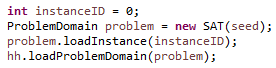 int instanceID = 0;
ProblemDomain problem = new SAT(seed);
problem.loadInstance(instanceID);
hh.loadProblemDomain(problem);